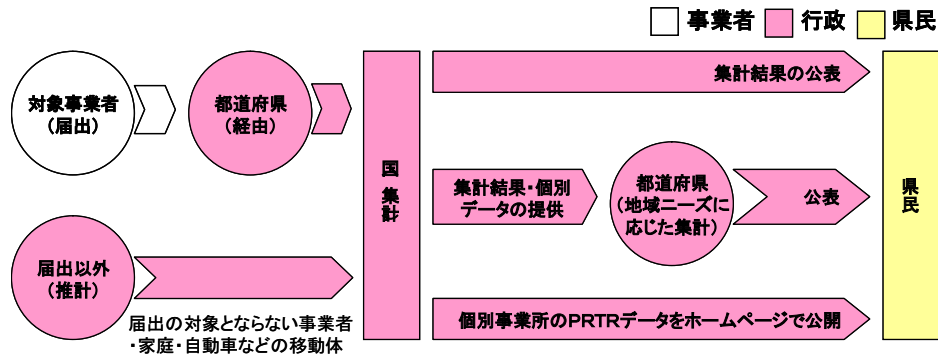 事業者 行政 県民
対象事業者
(届出)
都道府県
(経由)
国
集計
集計結果の公表
集計結果・個別
データの提供
都道府県
(地域ニーズに
応じた集計)
公表
県民
届出以外
(推計)
届出の対象とならない事業者
・家庭・自動車などの移動体
個別事業所のPRTRデータをホームページで公開